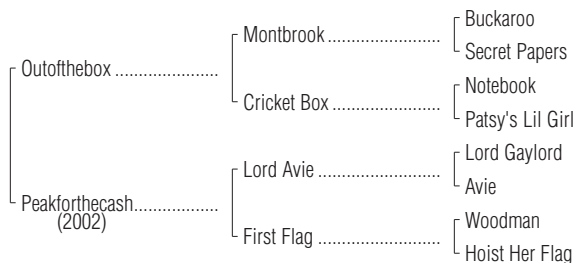 Buckaroo
Montbrook ........................
Secret Papers
Outofthebox ......................
Notebook
Cricket Box .......................
Patsy's Lil Girl
Lord Gaylord
Lord Avie ..........................
Avie
Peakforthecash..................
(2002)
Woodman
First Flag ..........................
Hoist Her Flag